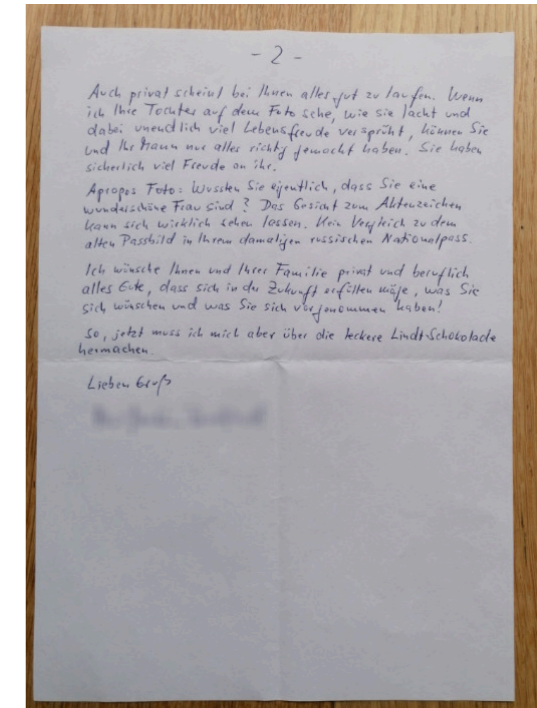 - 2 -
Auch privat scheint bei Ihnen alles gut zu laufen. Wenn
ich Ihre Tochter auf dem Foto sehe, wie sie lacht und
dabei unendlich viel Lebensfreude versprüht, können Sie
und Ihr Mann nur alles richtig gemacht haben. Sie haben
sicherlich viel Freude an ihr.
Apropos Foto: Wussten Sie eigentlich, dass Sie eine
wunderschöne Frau sind? Das Gesicht zum Aktenzeichen
kann sich wirklich sehen lassen. Kein Vergleich zu dem
alten Passbild in Ihrem damaligen russischen Nationalpass.
Ich wünsche Ihnen und Ihrer Familie privat und beruflich
alles Gute, dass sich in der Zukunft erfüllen möge, was Sie
sich wünschen und was Sie sich vorgenommen haben!
So, jetzt muss ich mich aber über die leckere Lindt-Schokolade
hermachen.
Lieben Gruß